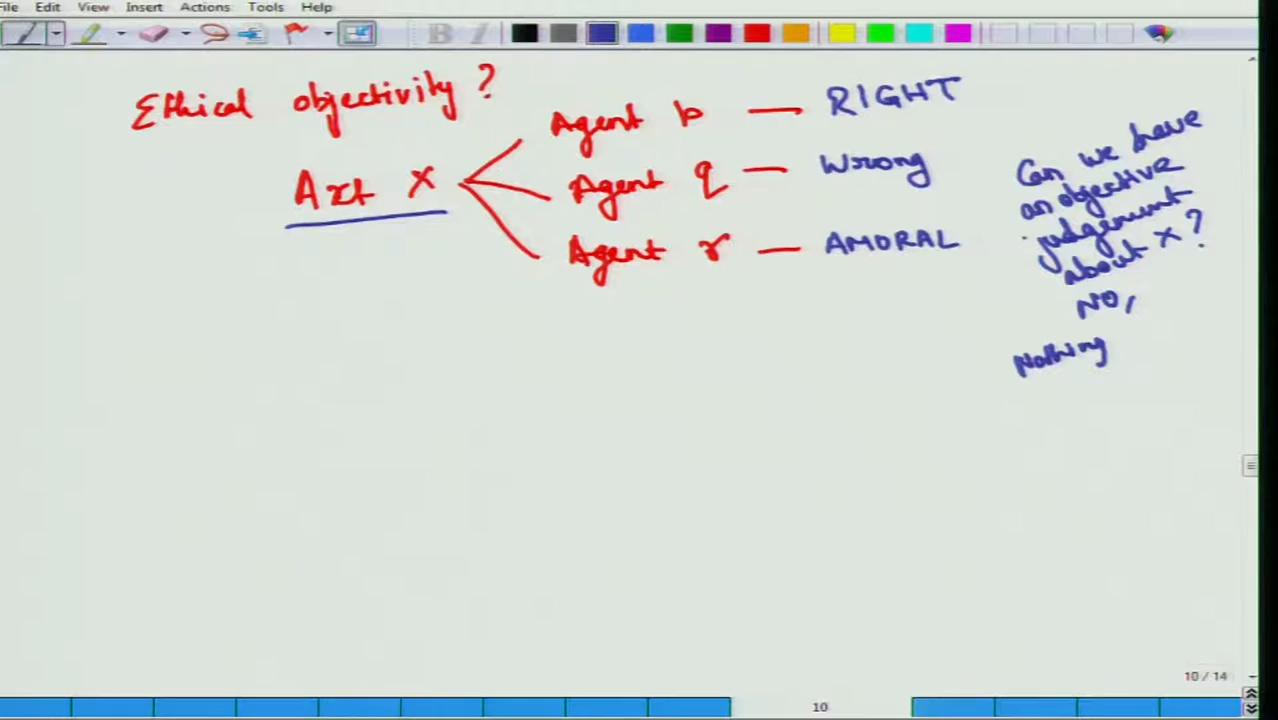 File Edit View Insert Actions Tools Help
Ethical objectivity?
Act X
Agent p — RIGHT
Agent q — Wrong
Agent r — AMORAL
Can we have
an objective
judgement
about X?
NO,
Nothing
10 / 14
10